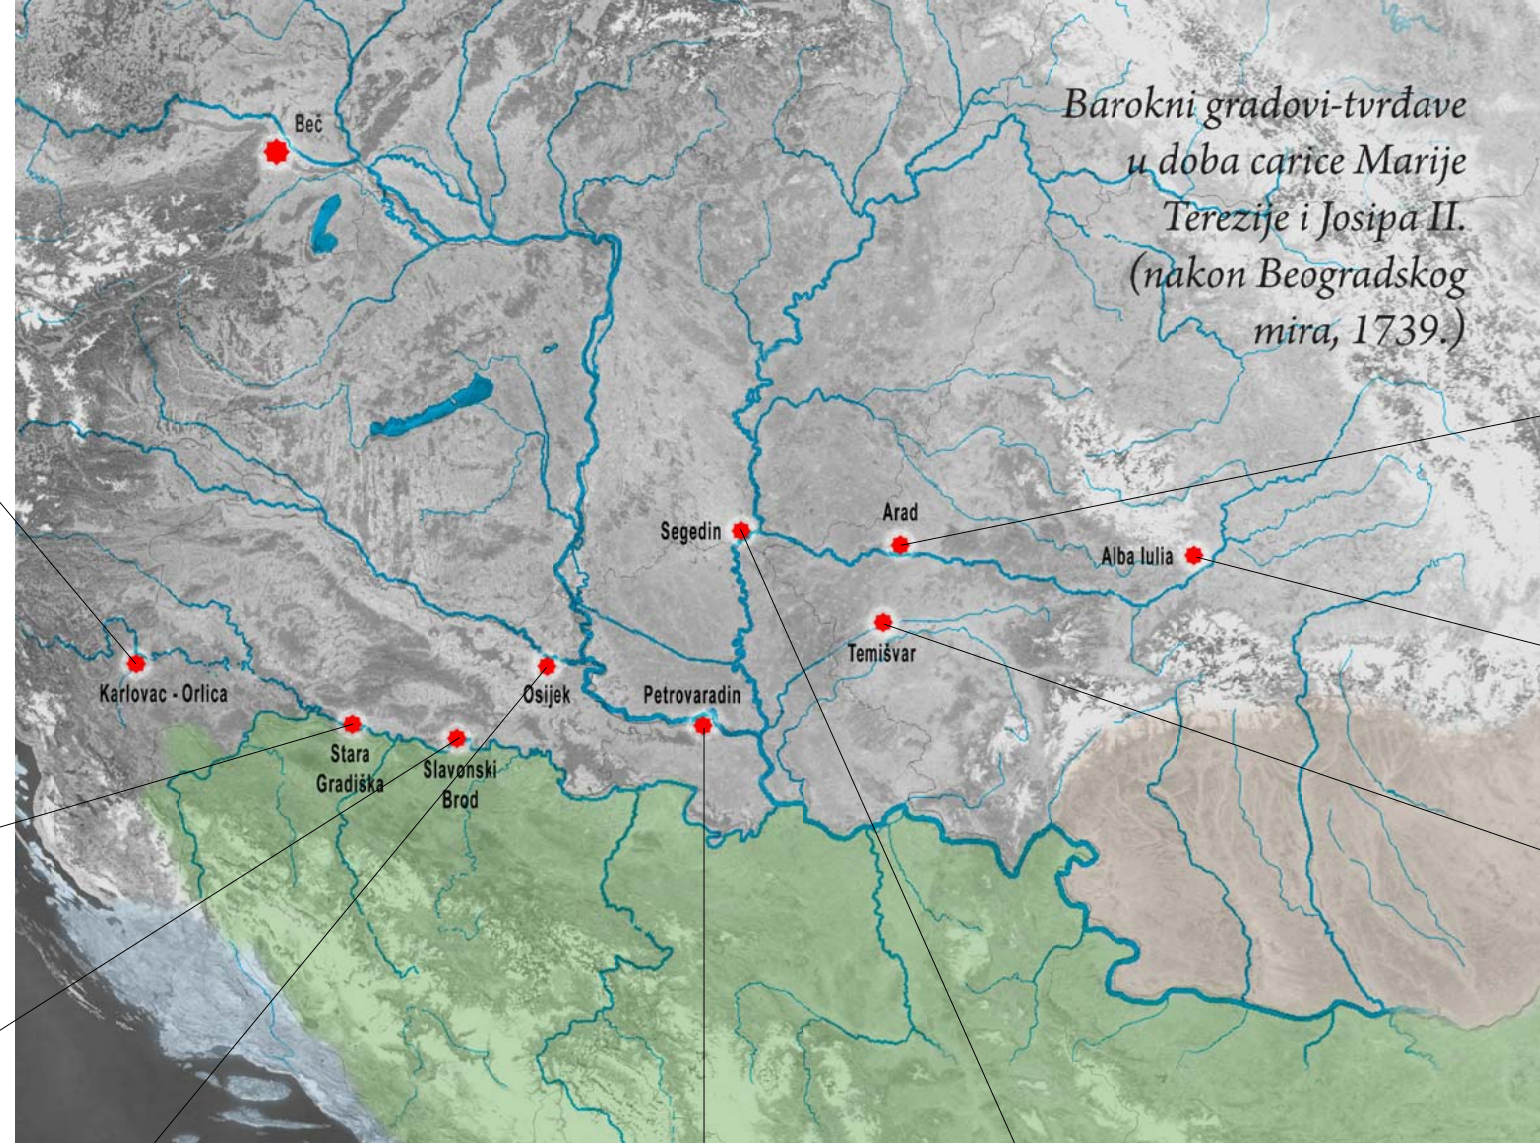 Beč
Barokni gradovi-tvrđave
u doba carice Marije
Terezije i Josipa II.
(nakon Beogradskog
mira, 1739.)
Segedin
Arad
Alba Iulia
Temišvar
Karlovac - Orlica
Osijek
Petrovaradin
Stara
Gradiška
Slavonski
Brod